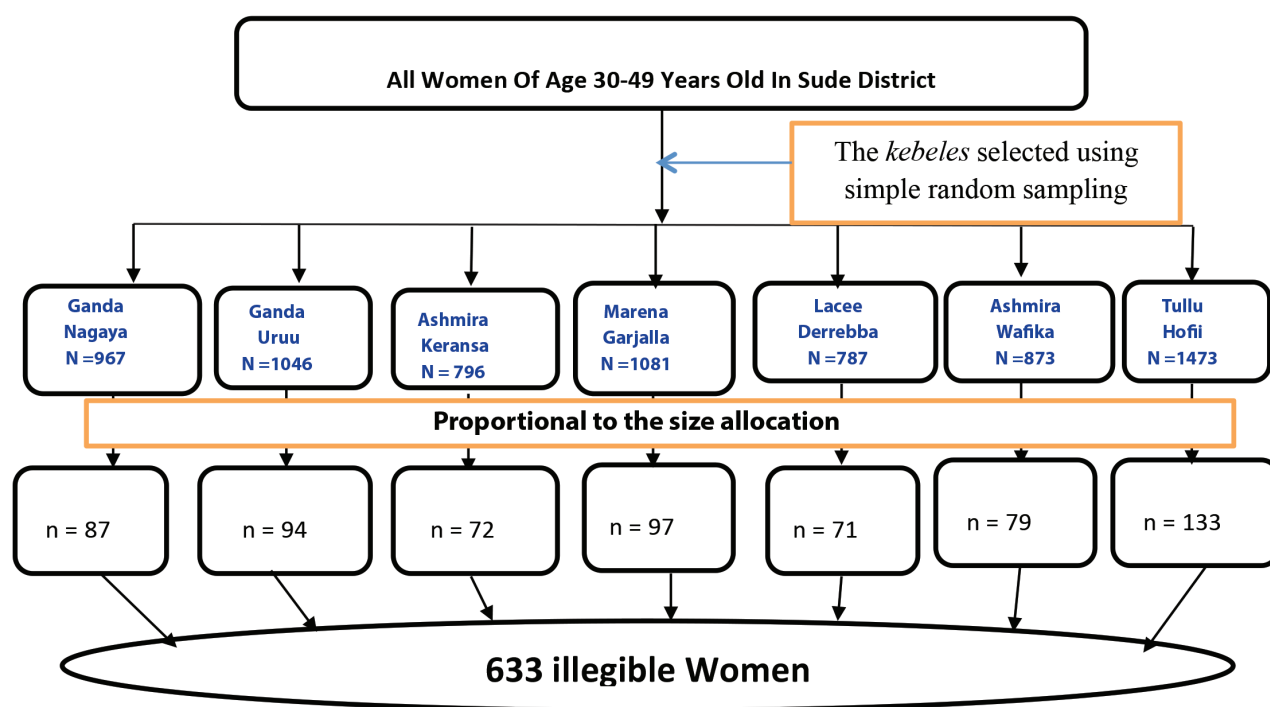 All Women Of Age 30-49 Years Old In Sude District
The kebeles selected using
simple random sampling
Ganda
Nagaya
N =967
Ganda
Uruu
N =1046
Ashmira
Keransa
N = 796
Marena
Garjalla
N =1081
Lacee
Derrebba
N =787
Ashmira
Wafika
N =873
Tullu
Hofii
N =1473
Proportional to the size allocation
n = 87
n = 94
n = 72
n = 97
n = 71
n = 79
n = 133
633 illegible Women